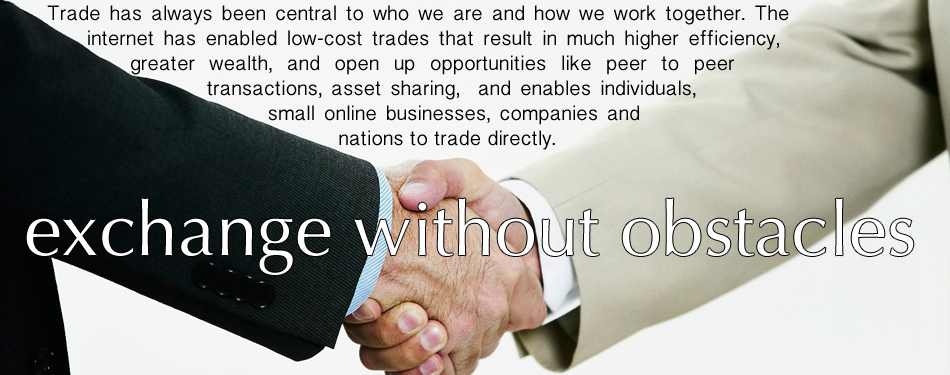 Trade has always been central to who we are and how we work together. The
internet has enabled low-cost trades that result in much higher efficiency,
greater wealth, and open up opportunities like peer to peer
transactions, asset sharing, and enables individuals,
small online businesses, companies and
nations to trade directly.
exchange without obstacles